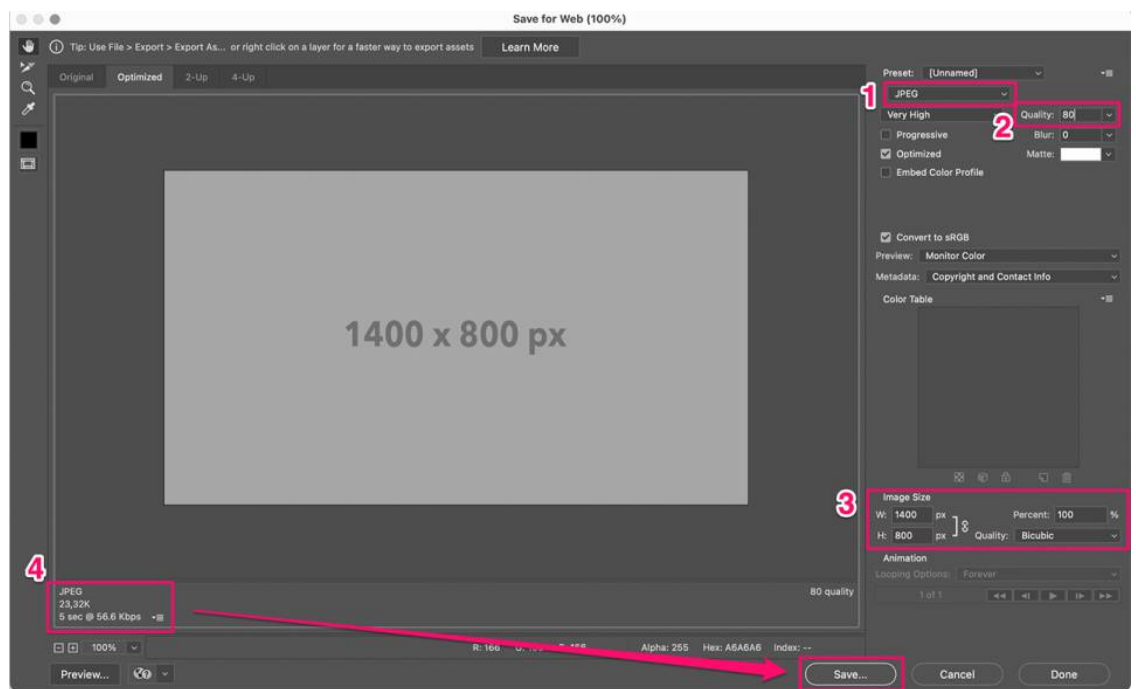 Save for Web (100%)
Tip: Use File > Export > Export As... or right click on a layer for a faster way to export assets
Learn More
Original Optimized 2-Up 4-Up
Preset: [Unnamed]
1 JPEG
Very High 2 Quality: 80
Progressive Blur: 0
Optimized Matte:
Embed Color Profile
Convert to sRGB
Preview: Monitor Color
Metadata: Copyright and Contact Info
Color Table
1400 x 800 px
3 Image Size
W: 1400 px Percent: 100 %
H: 800 px Quality: Bicubic
Animation
Looping Options: Forever
1 of 1
4
JPEG
23,32K
5 sec @ 56.6 Kbps
80 quality
100% R: 166 Alpha: 255 Hex: A6A6A6 Index: --
Preview... Save... Cancel Done